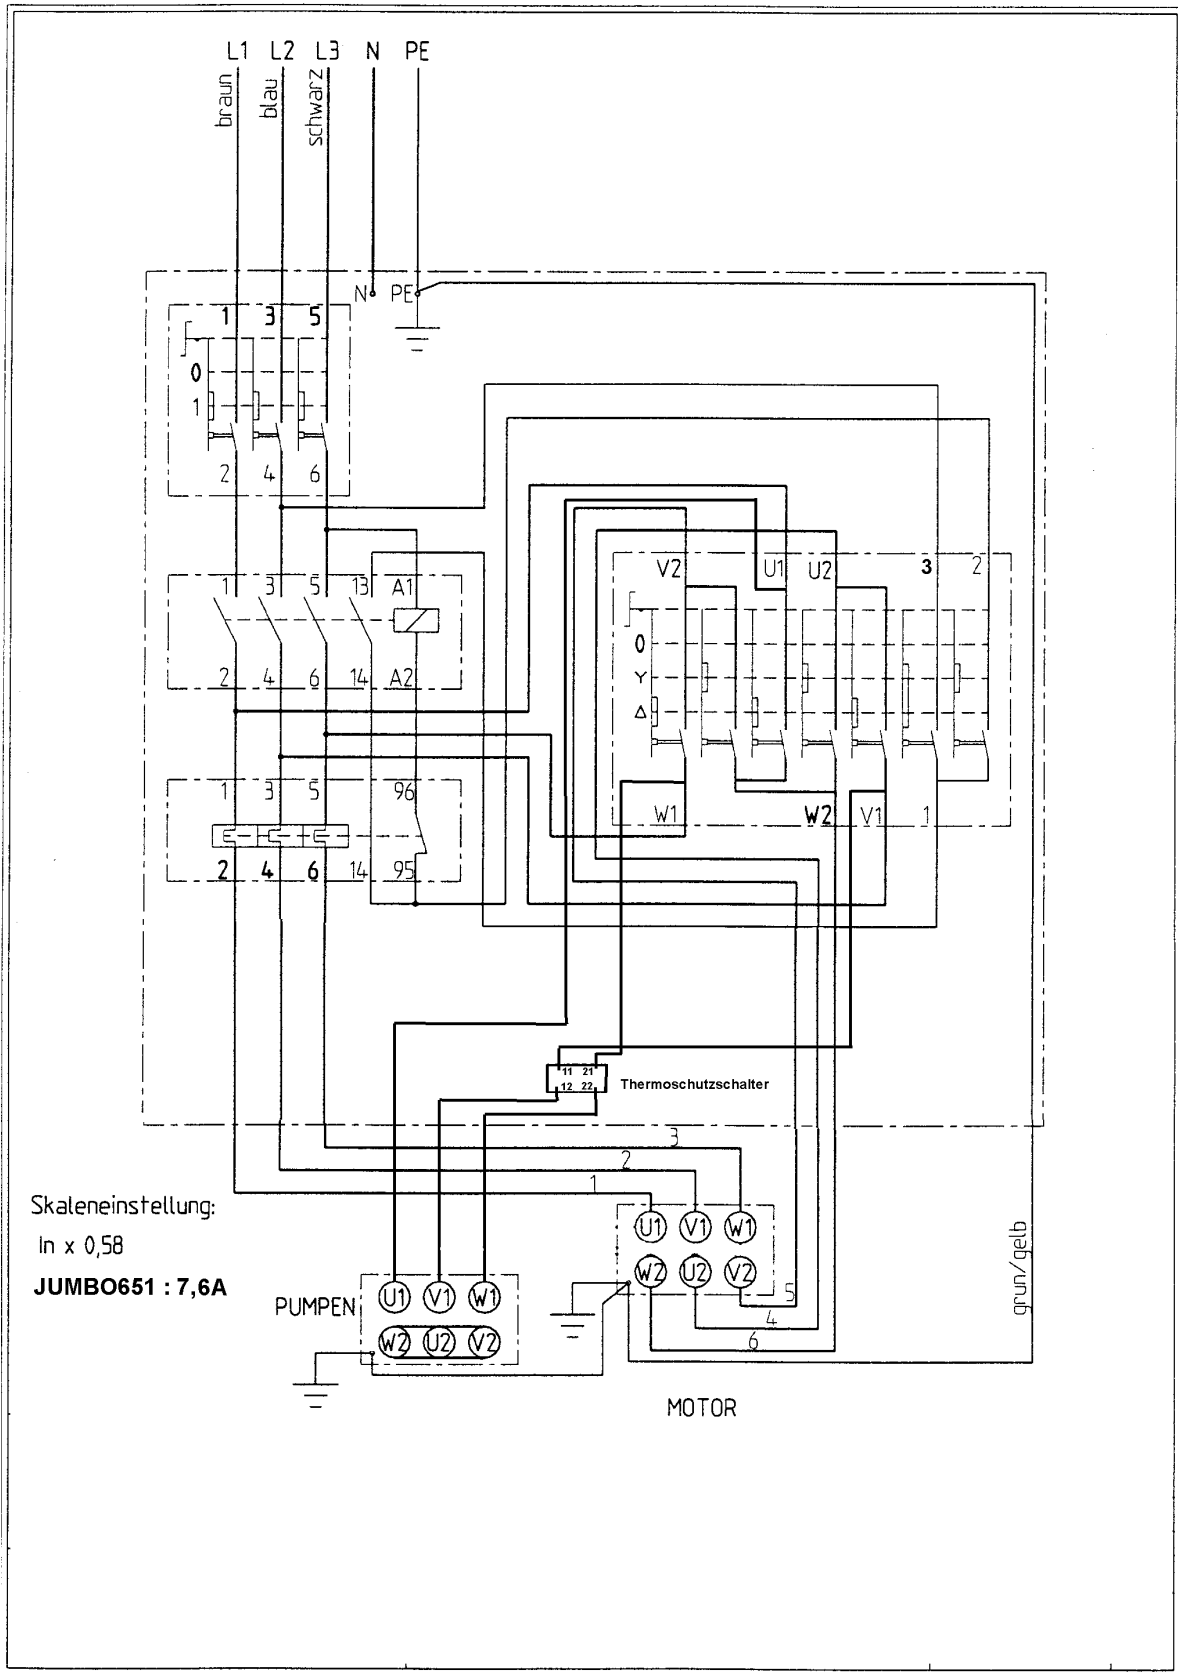 L1 L2 L3 N PE
braun
blau
schwarz
N PE
1 3 5
0
1
2 4 6
V2 U1 U2 3 2
1 3 5 13 A1
0
Y
Δ
2 4 6 14 A2
1 3 5 96
W1 W2 V1 1
2 4 6 14 95
11 21
12 22
Thermoschutzschalter
3
2
1
Skaleneinstellung:
In x 0,58
JUMBO651 : 7,6A
U1 V1 W1
W2 U2 V2
5
4
6
grun/gelb
PUMPEN
U1 V1 W1
W2 U2 V2
MOTOR